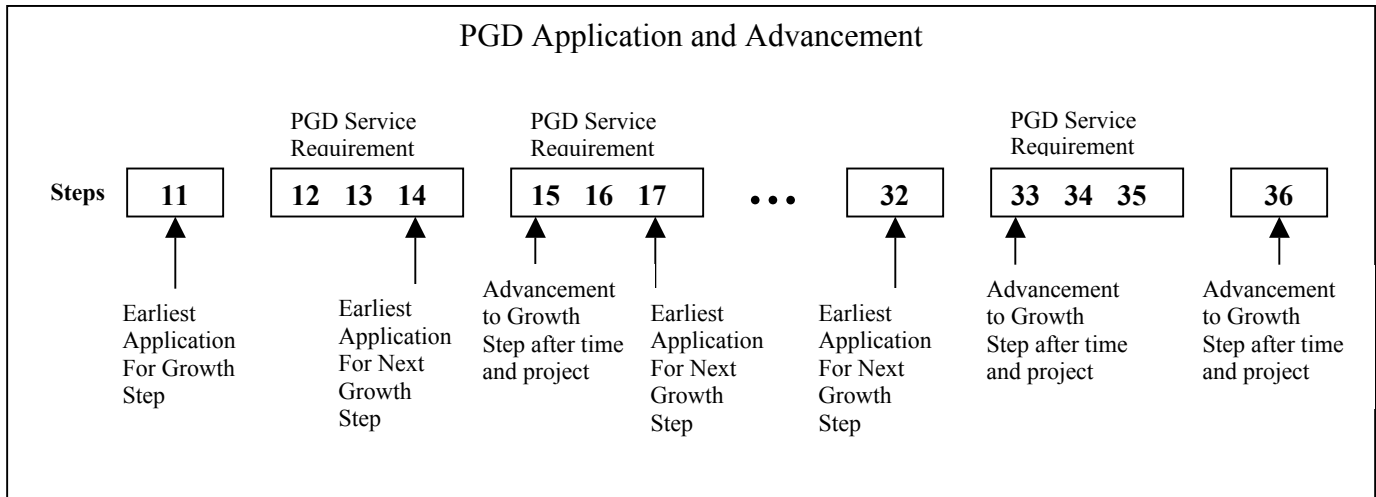 PGD Application and Advancement
PGD Service
Requirement
PGD Service
Requirement
PGD Service
Requirement
Steps
11
12 13 14
15 16 17
...
32
33 34 35
36
Earliest
Application
For Growth
Step
Earliest
Application
For Next
Growth
Step
Advancement
to Growth
Step after time
and project
Earliest
Application
For Next
Growth
Step
Earliest
Application
For Next
Growth
Step
Advancement
to Growth
Step after time
and project
Advancement
to Growth
Step after time
and project